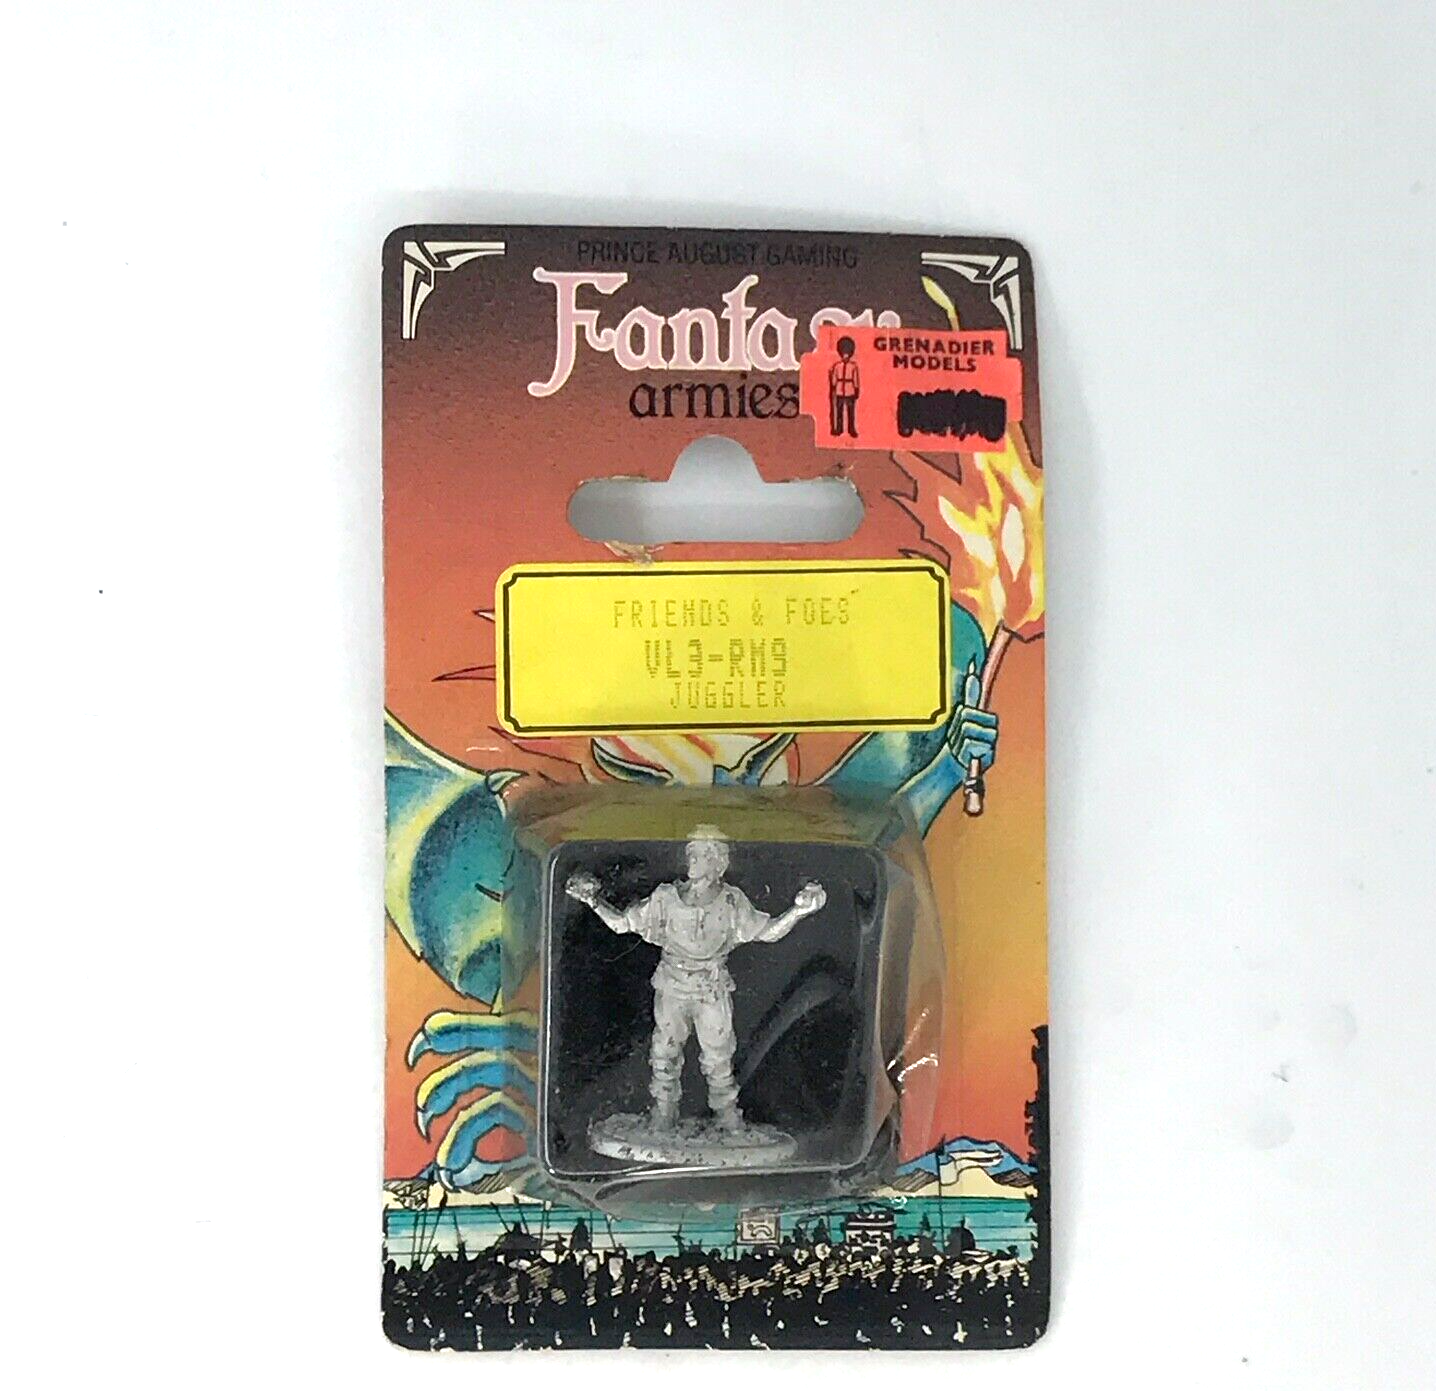 PRINCE AUGUST GAMING
Fantasy
armies
GRENADIER
MODELS
FRIENDS & FOES
VL3-RM9
JUGGLER